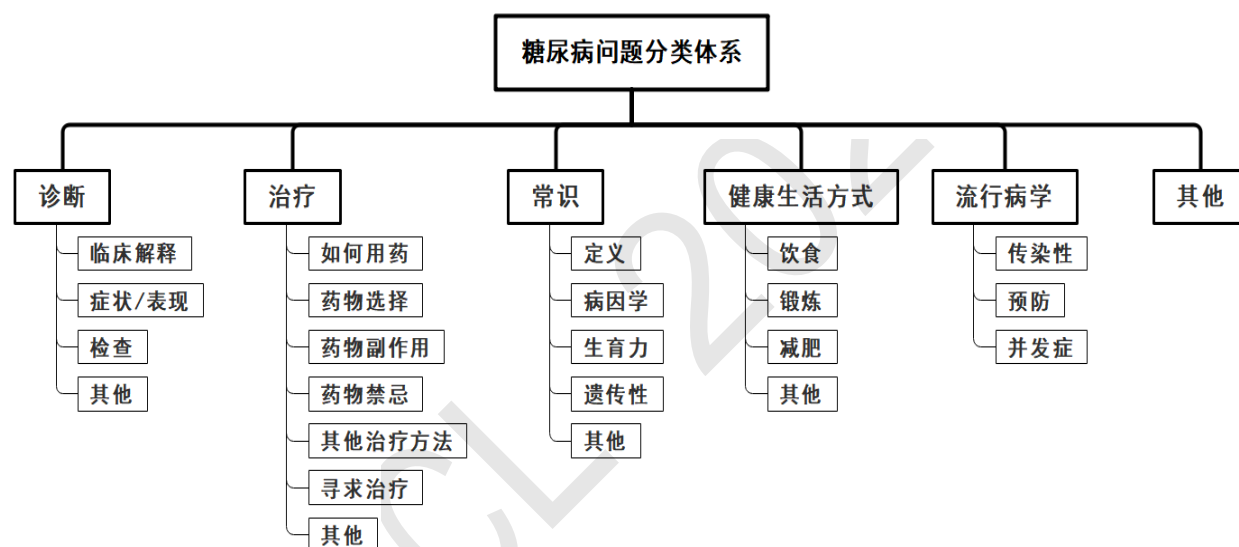 糖尿病问题分类体系
诊断
临床解释
症状/表现
检查
其他
治疗
如何用药
药物选择
药物副作用
药物禁忌
其他治疗方法
寻求治疗
其他
常识
定义
病因学
生育力
遗传性
其他
健康生活方式
饮食
锻炼
减肥
其他
流行病学
传染性
预防
并发症
其他
CL 202